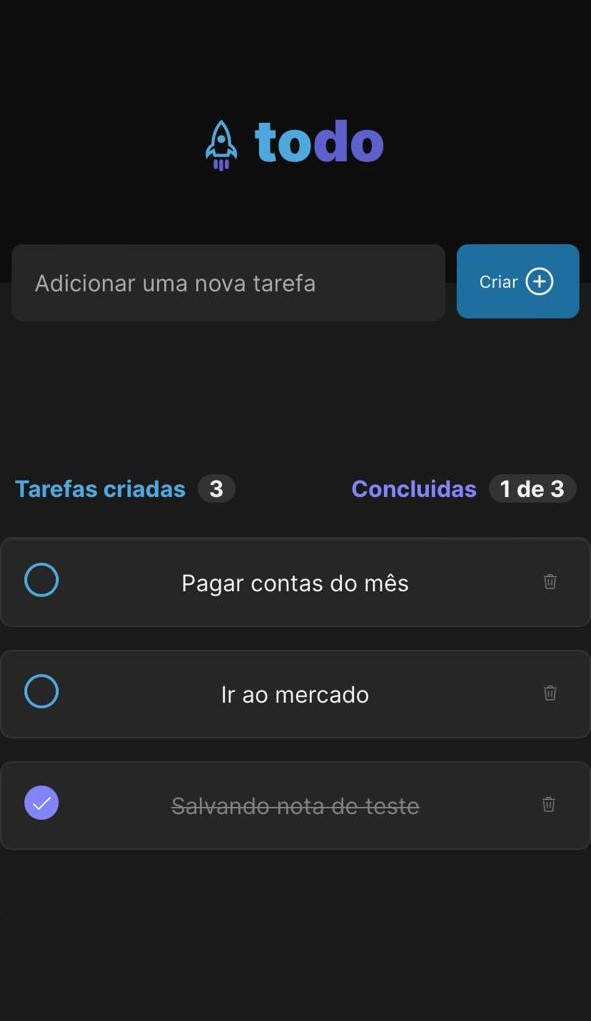 todo
Adicionar uma nova tarefa
Criar
Tarefas criadas 3
Concluidas 1 de 3
Pagar contas do mês
Ir ao mercado
Salvando nota de teste